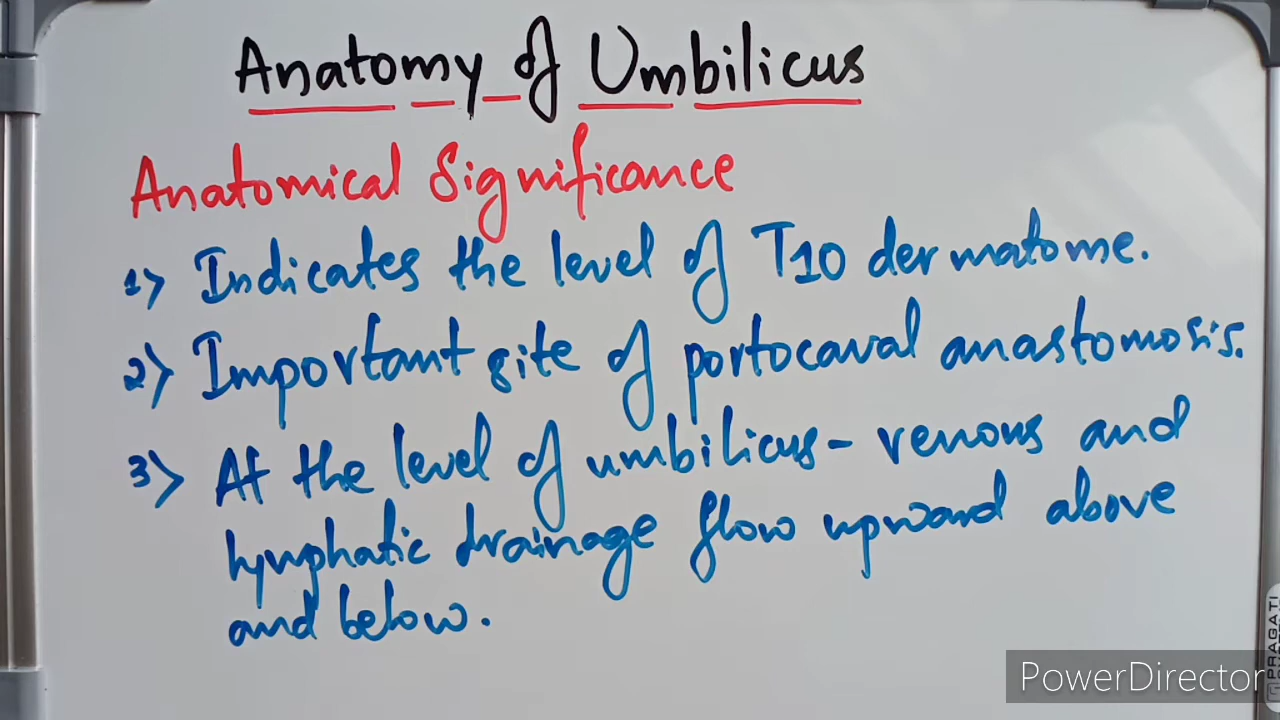 Anatomy of Umbilicus
Anatomical Significance
1) Indicates the level of T10 dermatome.
2) Important site of portocaval anastomosis.
3) At the level of umbilicus - venous and
lymphatic drainage flow upward above
and below.
PowerDirector
PRAGATI